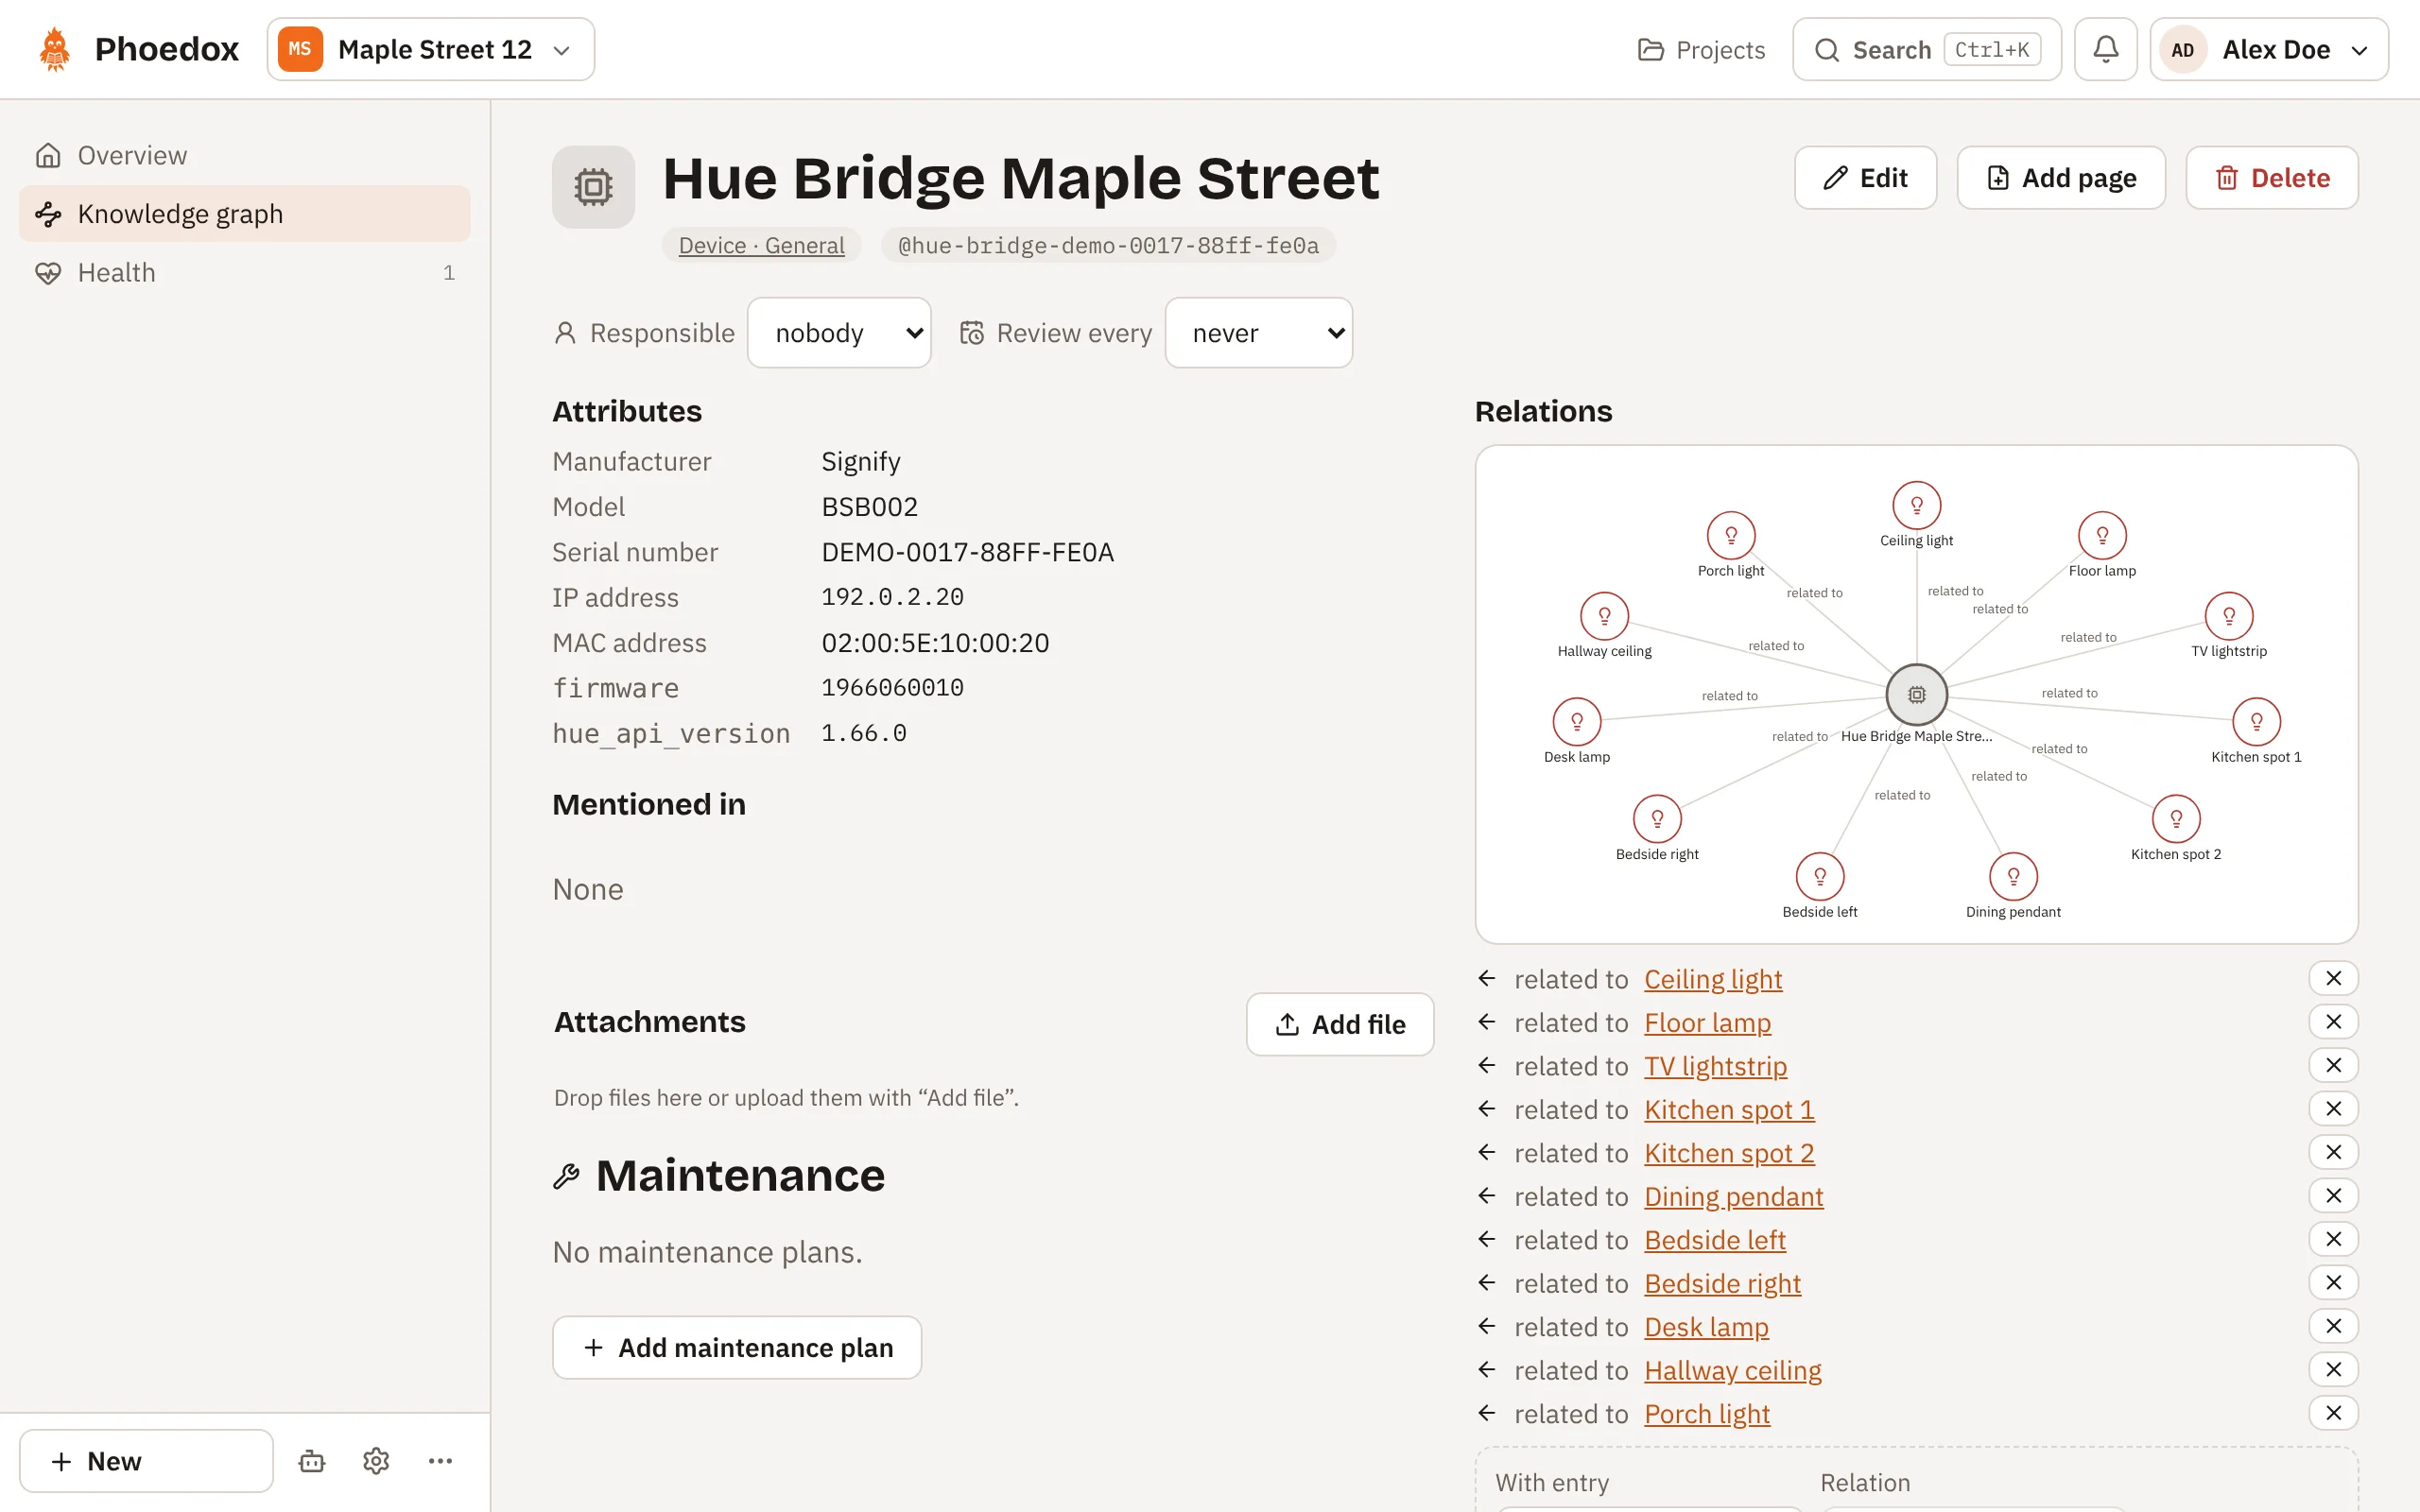 Phoedox
MS Maple Street 12
Projects
Search Ctrl+K
AD Alex Doe
Overview
Knowledge graph
Health 1
Hue Bridge Maple Street
Edit
Add page
Delete
Device · General
@hue-bridge-demo-0017-88ff-fe0a
Responsible nobody
Review every never
Attributes
Manufacturer Signify
Model BSB002
Serial number DEMO-0017-88FF-FE0A
IP address 192.0.2.20
MAC address 02:00:5E:10:00:20
firmware 1966060010
hue_api_version 1.66.0
Mentioned in
None
Attachments
Add file
Drop files here or upload them with “Add file”.
Maintenance
No maintenance plans.
Add maintenance plan
Relations
Ceiling light
Porch light
Floor lamp
related to
related to
related to
Hallway ceiling
related to
related to
TV lightstrip
related to
related to
Desk lamp
related to
Hue Bridge Maple Stre...
related to
Kitchen spot 1
related to
related to
Bedside right
Kitchen spot 2
Bedside left
Dining pendant
related to Ceiling light
related to Floor lamp
related to TV lightstrip
related to Kitchen spot 1
related to Kitchen spot 2
related to Dining pendant
related to Bedside left
related to Bedside right
related to Desk lamp
related to Hallway ceiling
related to Porch light
With entry
Relation
New